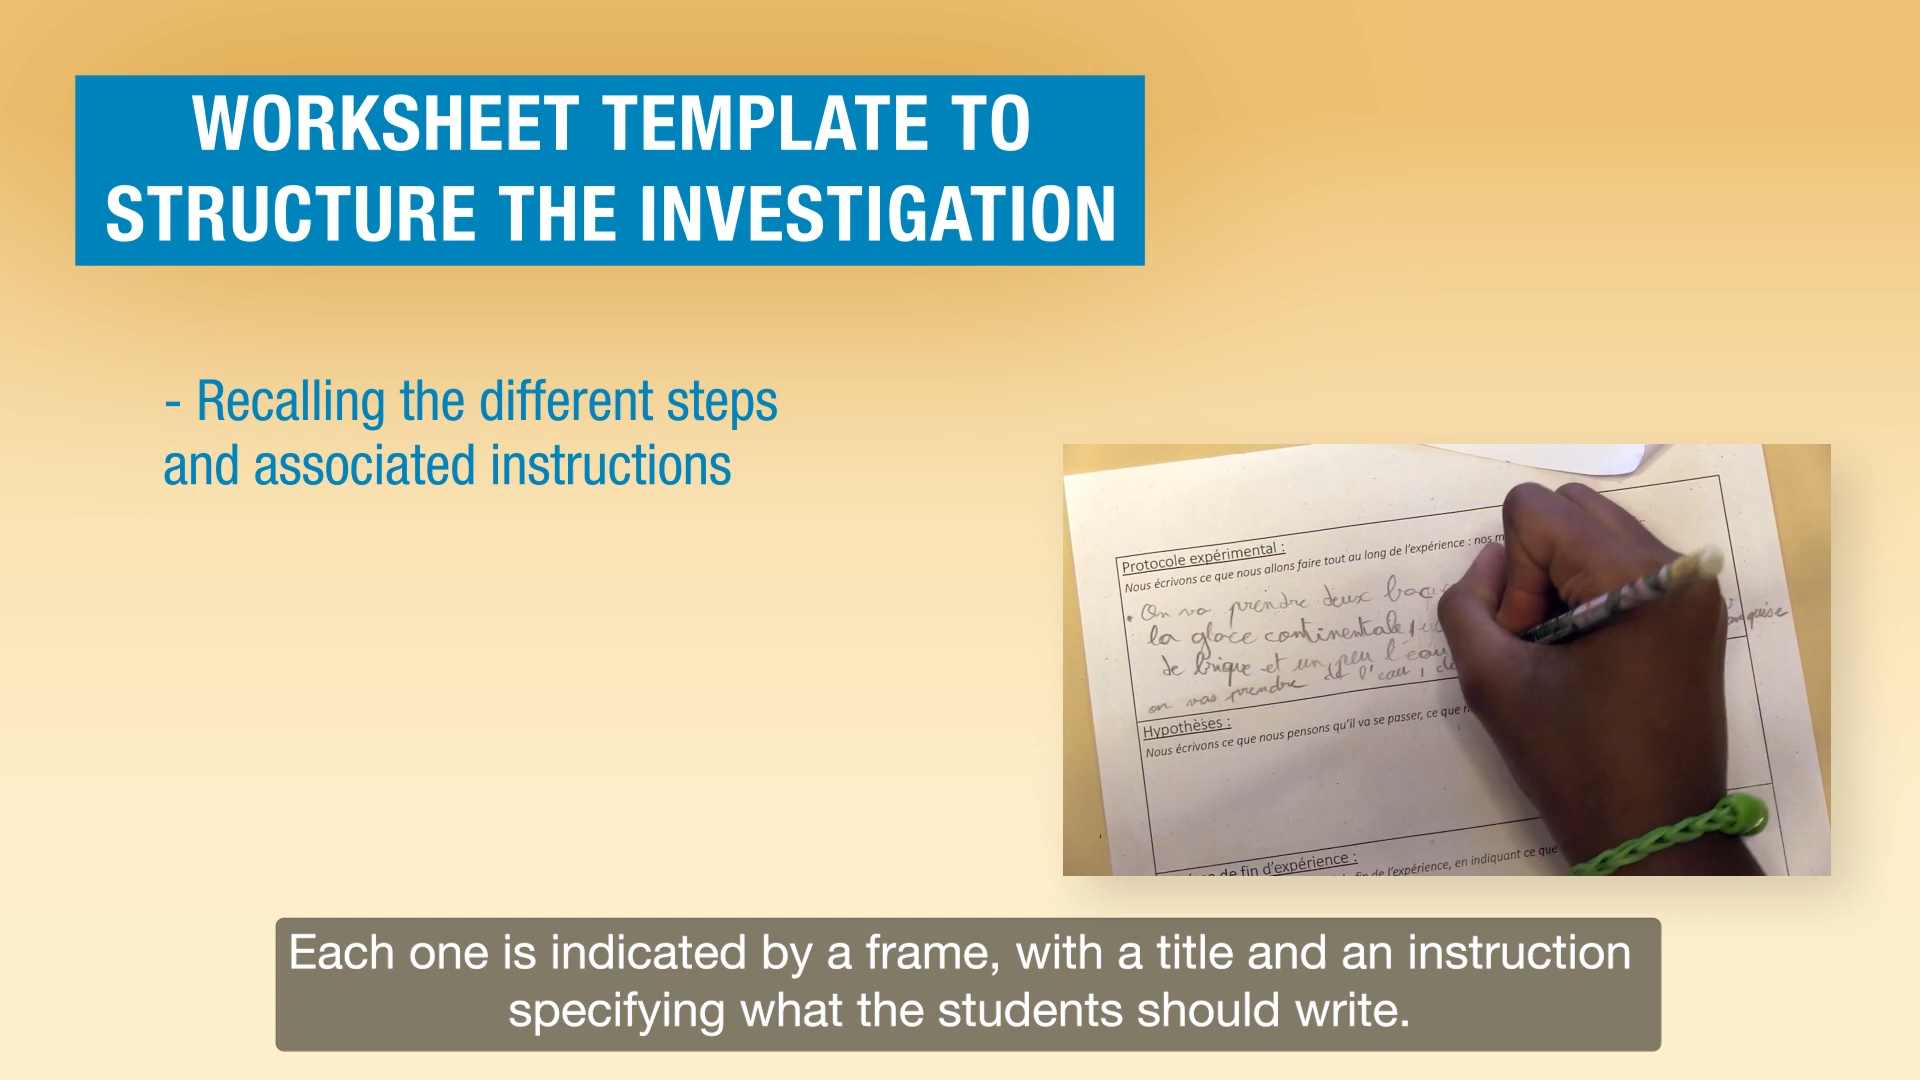 WORKSHEET TEMPLATE TO
STRUCTURE THE INVESTIGATION
- Recalling the different steps
and associated instructions
Protocole expérimental :
Nous écrivons ce que nous allons faire tout au long de l'expérience : nos
On va prendre deux
la glace continentale
de brique et un peu l'eau
on vas prendre de l'eau,
Hypothèses :
Nous écrivons ce que nous pensons qu'il va se passer, ce que
de fin d'expérience :
fin de l'expérience, en indiquant ce que
Each one is indicated by a frame, with a title and an instruction
specifying what the students should write.